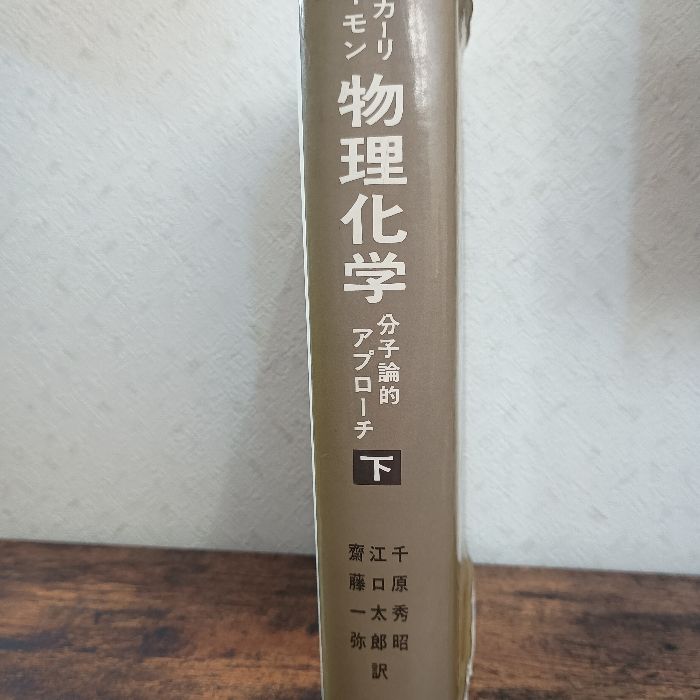 カーリ
モン
物理化学
分子論的
アプローチ
下
千原秀昭
江口太郎
齋藤一弥
訳